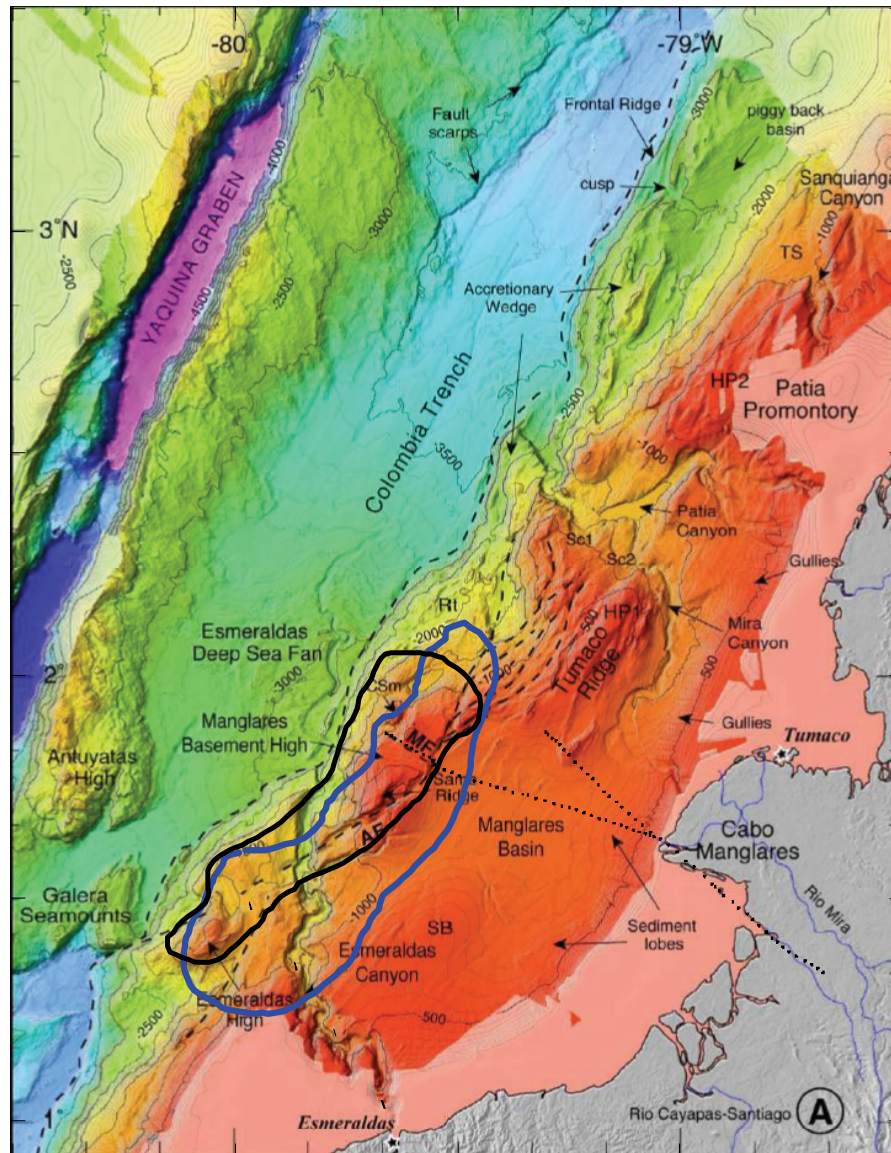 -80°
-79°W
-3000
Frontal Ridge
piggy back
basin
Fault
scarps
4000
cusp
Sanquianga
Canyon
-2000
-1000
3°N
-3000
TS
-2500
YAQUINA GRABEN
-2500
-4500
Accretionary
Wedge
HP2
Patia
Promontory
-2500
Colombia Trench
-3500
-1000
Patia
Canyon
Sc1
Sc2
Gullies
Rt
HP1
500
Mira
Canyon
Esmeraldas
Deep Sea Fan
-2000
Tumaco
Ridge
500
2°
-1000
-3000
CSm
Manglares
Basement High
Gullies
Tumaco
MF
Antuyatas
High
Ridge
AF
Manglares
Basin
Cabo
Manglares
Galera
Seamounts
-1000
SB
Sediment
lobes
Rio Mira
Esmeraldas
Canyon
Esmeraldas
High
-2500
500
1°
Esmeraldas
Rio Cayapas-Santiago
A